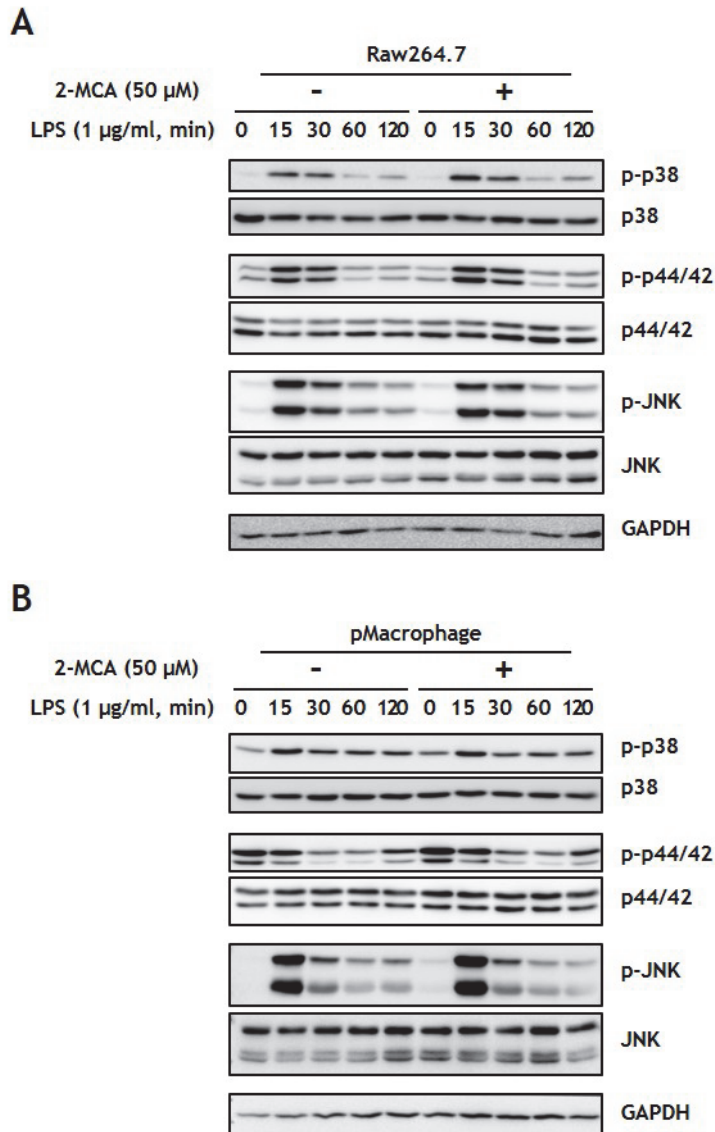 A
Raw264.7
2-MCA (50 µM) - +
LPS (1 µg/ml, min) 0 15 30 60 120 0 15 30 60 120
p-p38
p38
p-p44/42
p44/42
p-JNK
JNK
GAPDH
B
pMacrophage
2-MCA (50 µM) - +
LPS (1 µg/ml, min) 0 15 30 60 120 0 15 30 60 120
p-p38
p38
p-p44/42
p44/42
p-JNK
JNK
GAPDH